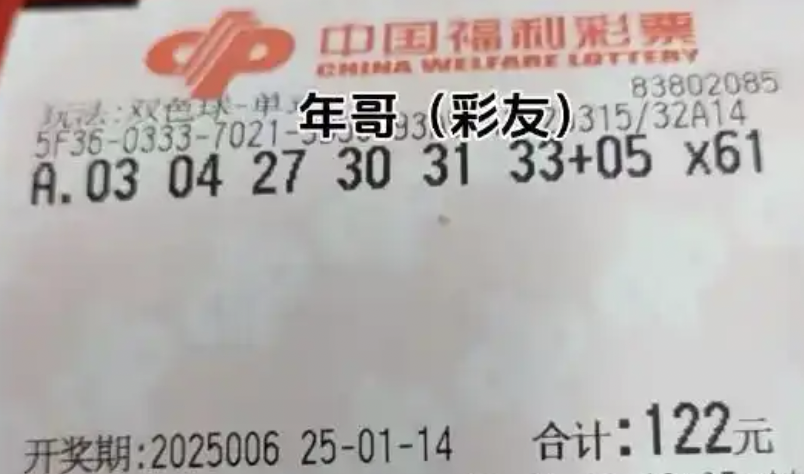 中国福利彩票
CHINA WELFARE LOTTERY
83802085
玩法:双色球-单
年哥（彩友）
5F36-0333-7021- 315/32A14
A.03 04 27 30 31 33+05 x61
开奖期:2025006 25-01-14 合计:122元